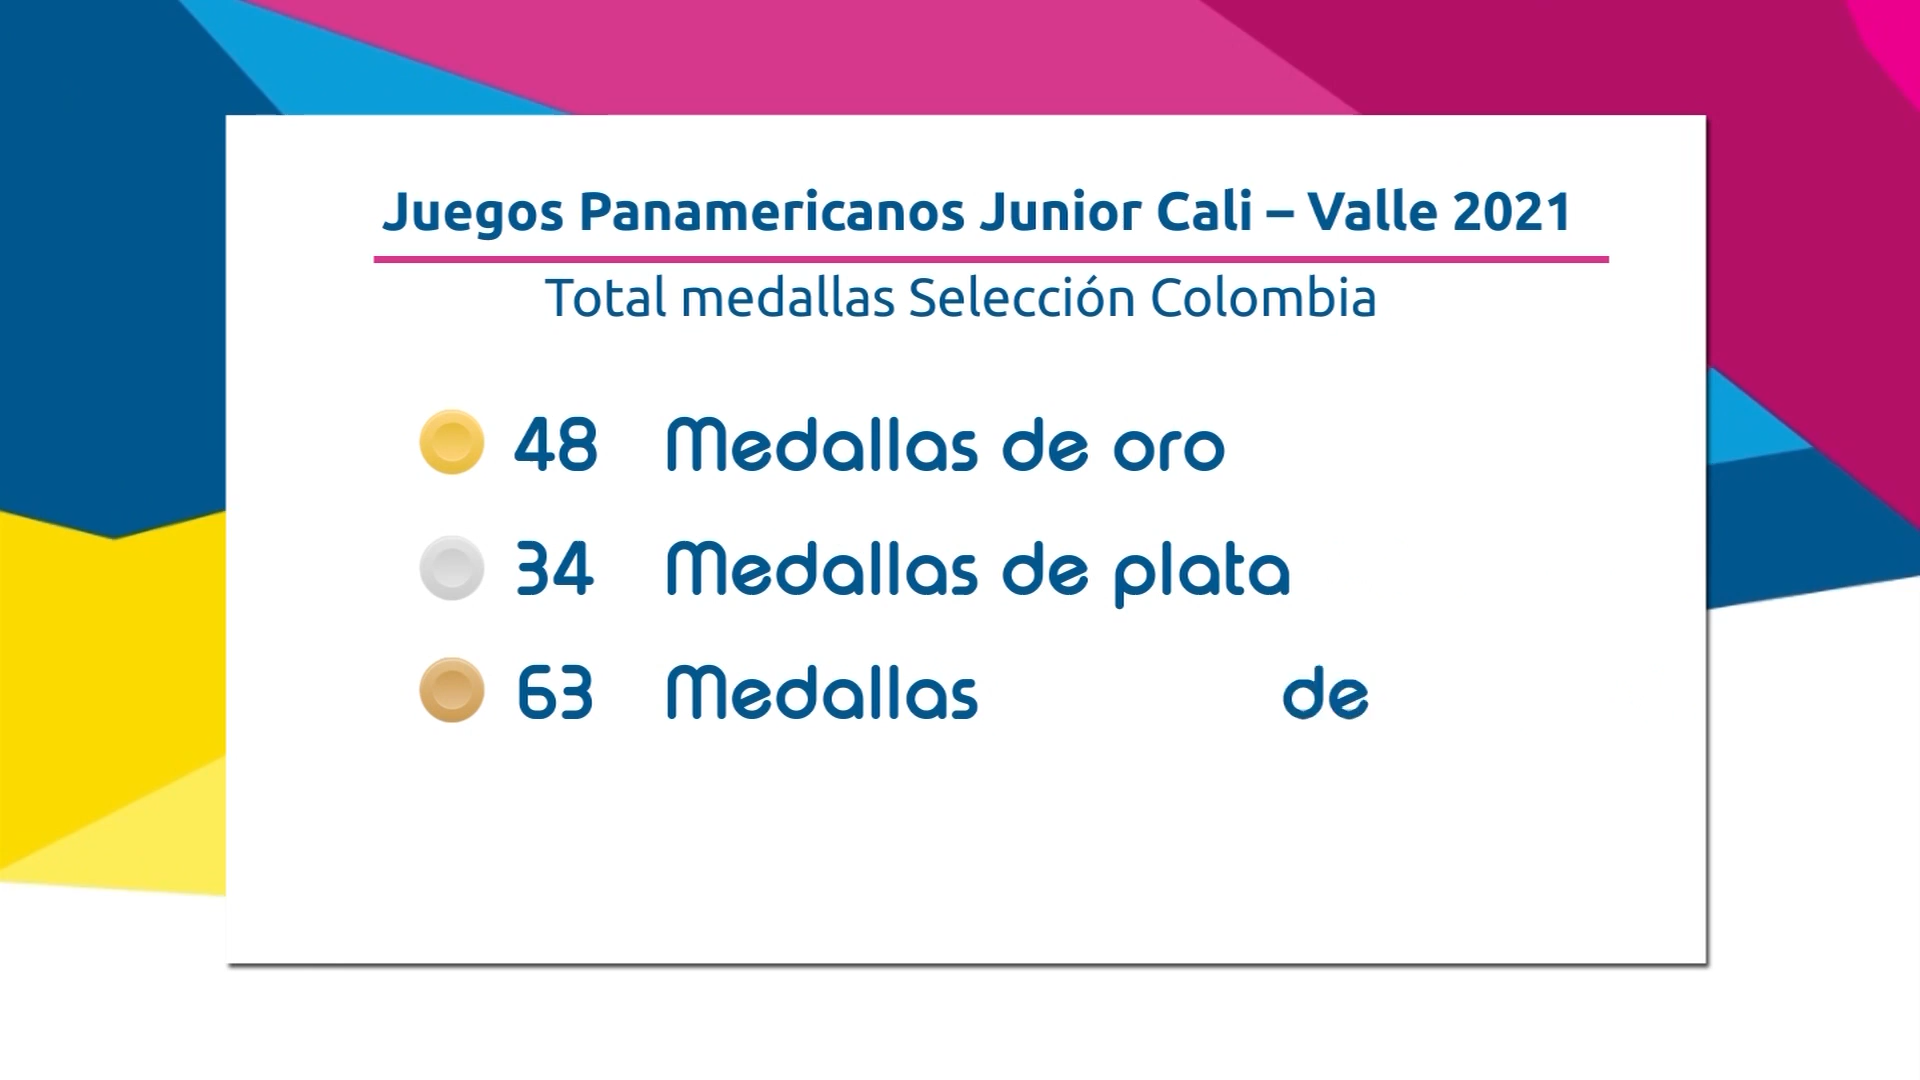 Juegos Panamericanos Junior Cali – Valle 2021
Total medallas Selección Colombia
48 Medallas de oro
34 Medallas de plata
63 Medallas de